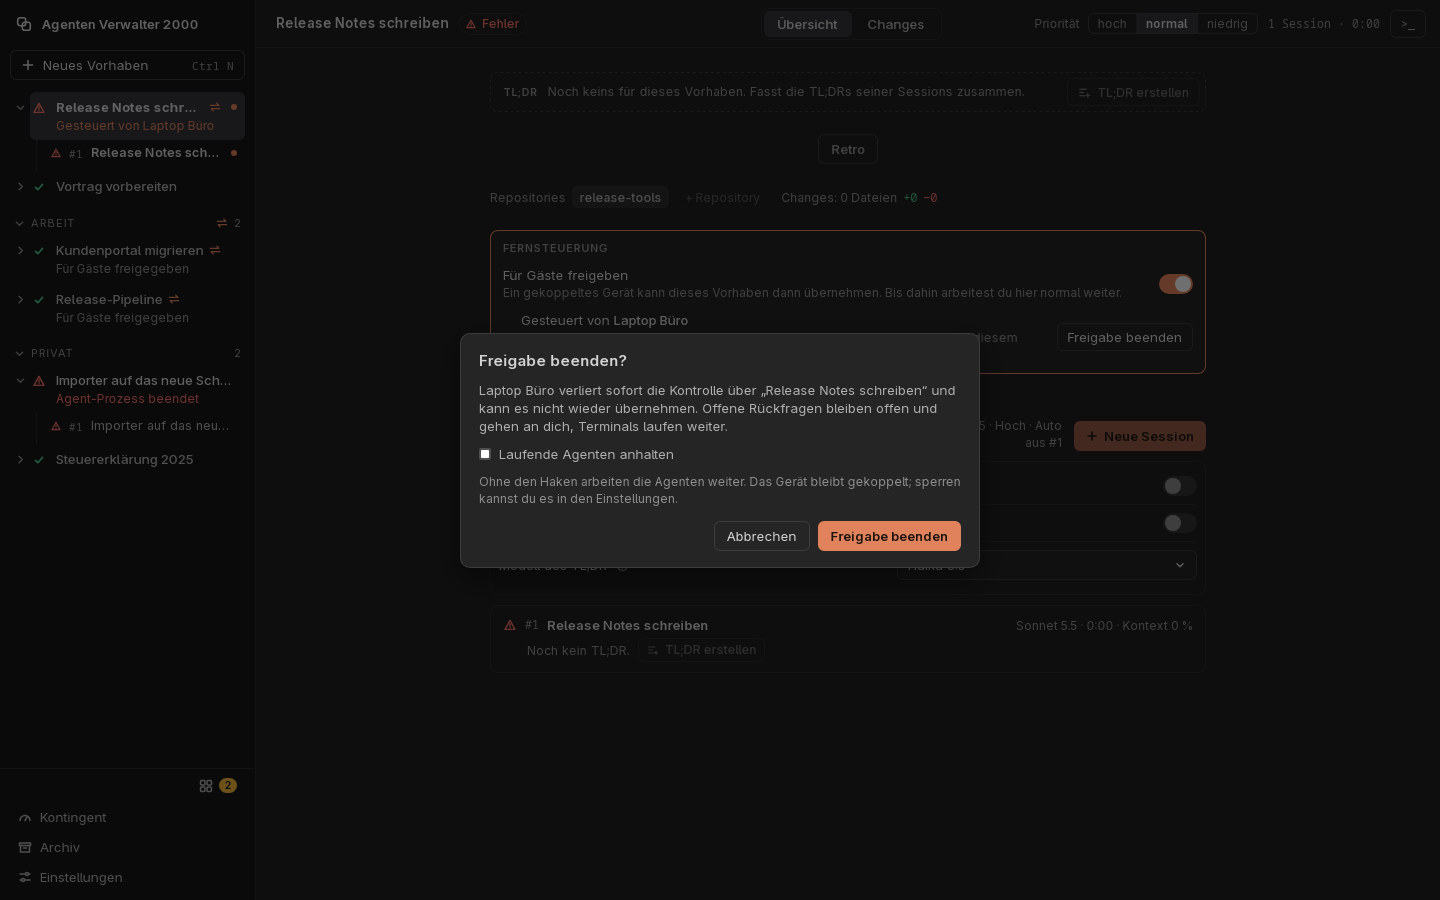 Agenten Verwalter 2000
Neues Vorhaben Ctrl N
Release Notes schr...
Gesteuert von Laptop Büro
#1 Release Notes sch...
Vortrag vorbereiten
ARBEIT 2
Kundenportal migrieren
Für Gäste freigegeben
Release-Pipeline
Für Gäste freigegeben
PRIVAT 2
Importer auf das neue Sch...
Agent-Prozess beendet
#1 Importer auf das neu...
Steuererklärung 2025
2
Kontingent
Archiv
Einstellungen
Release Notes schreiben Fehler
Übersicht Changes
Priorität hoch normal niedrig 1 Session · 0:00 >_
TL;DR Noch keins für dieses Vorhaben. Fasst die TL;DRs seiner Sessions zusammen. TL;DR erstellen
Retro
Repositories release-tools + Repository Changes: 0 Dateien +0 −0
FERNSTEUERUNG
Für Gäste freigeben
Ein gekoppeltes Gerät kann dieses Vorhaben dann übernehmen. Bis dahin arbeitest du hier normal weiter.
Gesteuert von Laptop Büro
diesem Freigabe beenden
Freigabe beenden?
Laptop Büro verliert sofort die Kontrolle über „Release Notes schreiben“ und
kann es nicht wieder übernehmen. Offene Rückfragen bleiben offen und
gehen an dich, Terminals laufen weiter.
Laufende Agenten anhalten
Ohne den Haken arbeiten die Agenten weiter. Das Gerät bleibt gekoppelt; sperren
kannst du es in den Einstellungen.
Abbrechen Freigabe beenden
5 · Hoch · Auto
aus #1
Neue Session
#1 Release Notes schreiben Sonnet 5.5 · 0:00 · Kontext 0 %
Noch kein TL;DR. TL;DR erstellen